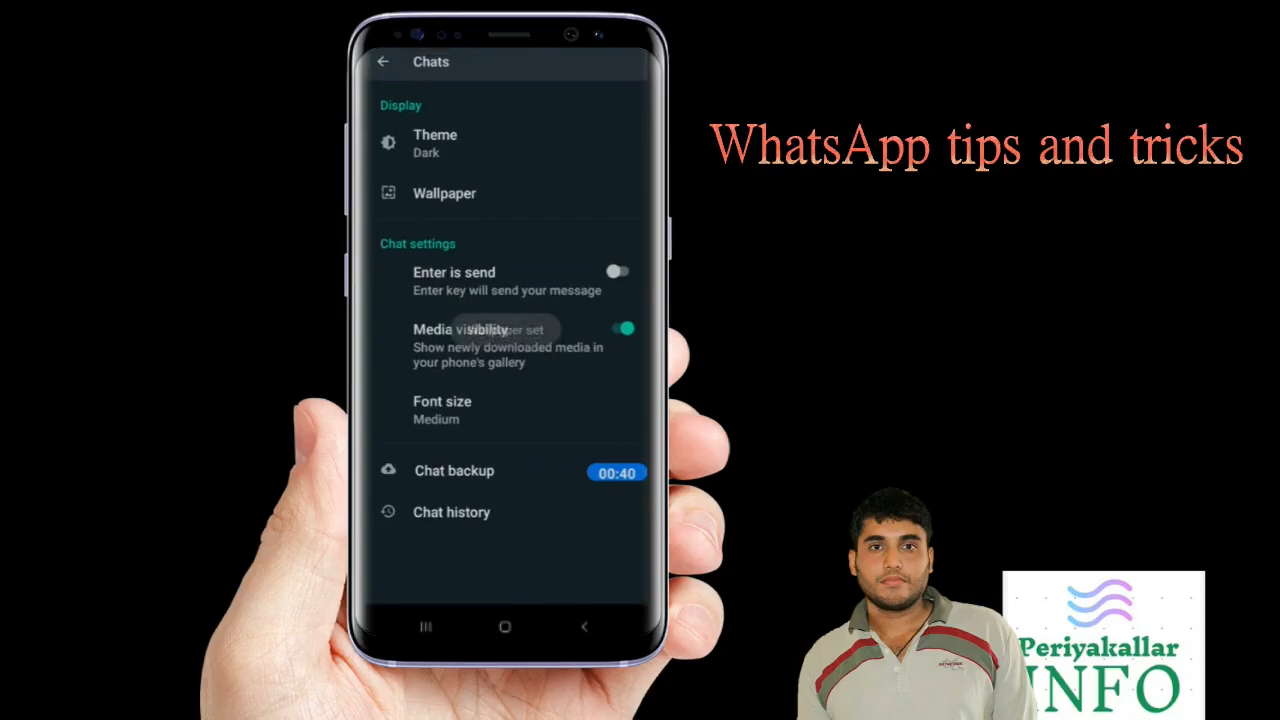 Chats
Display
Theme
Dark
Wallpaper
Chat settings
Enter is send
Enter key will send your message
Media visibility
Wallpaper set
Show newly downloaded media in
your phone's gallery
Font size
Medium
Chat backup
00:40
Chat history
WhatsApp tips and tricks
Periyakallar
INFO